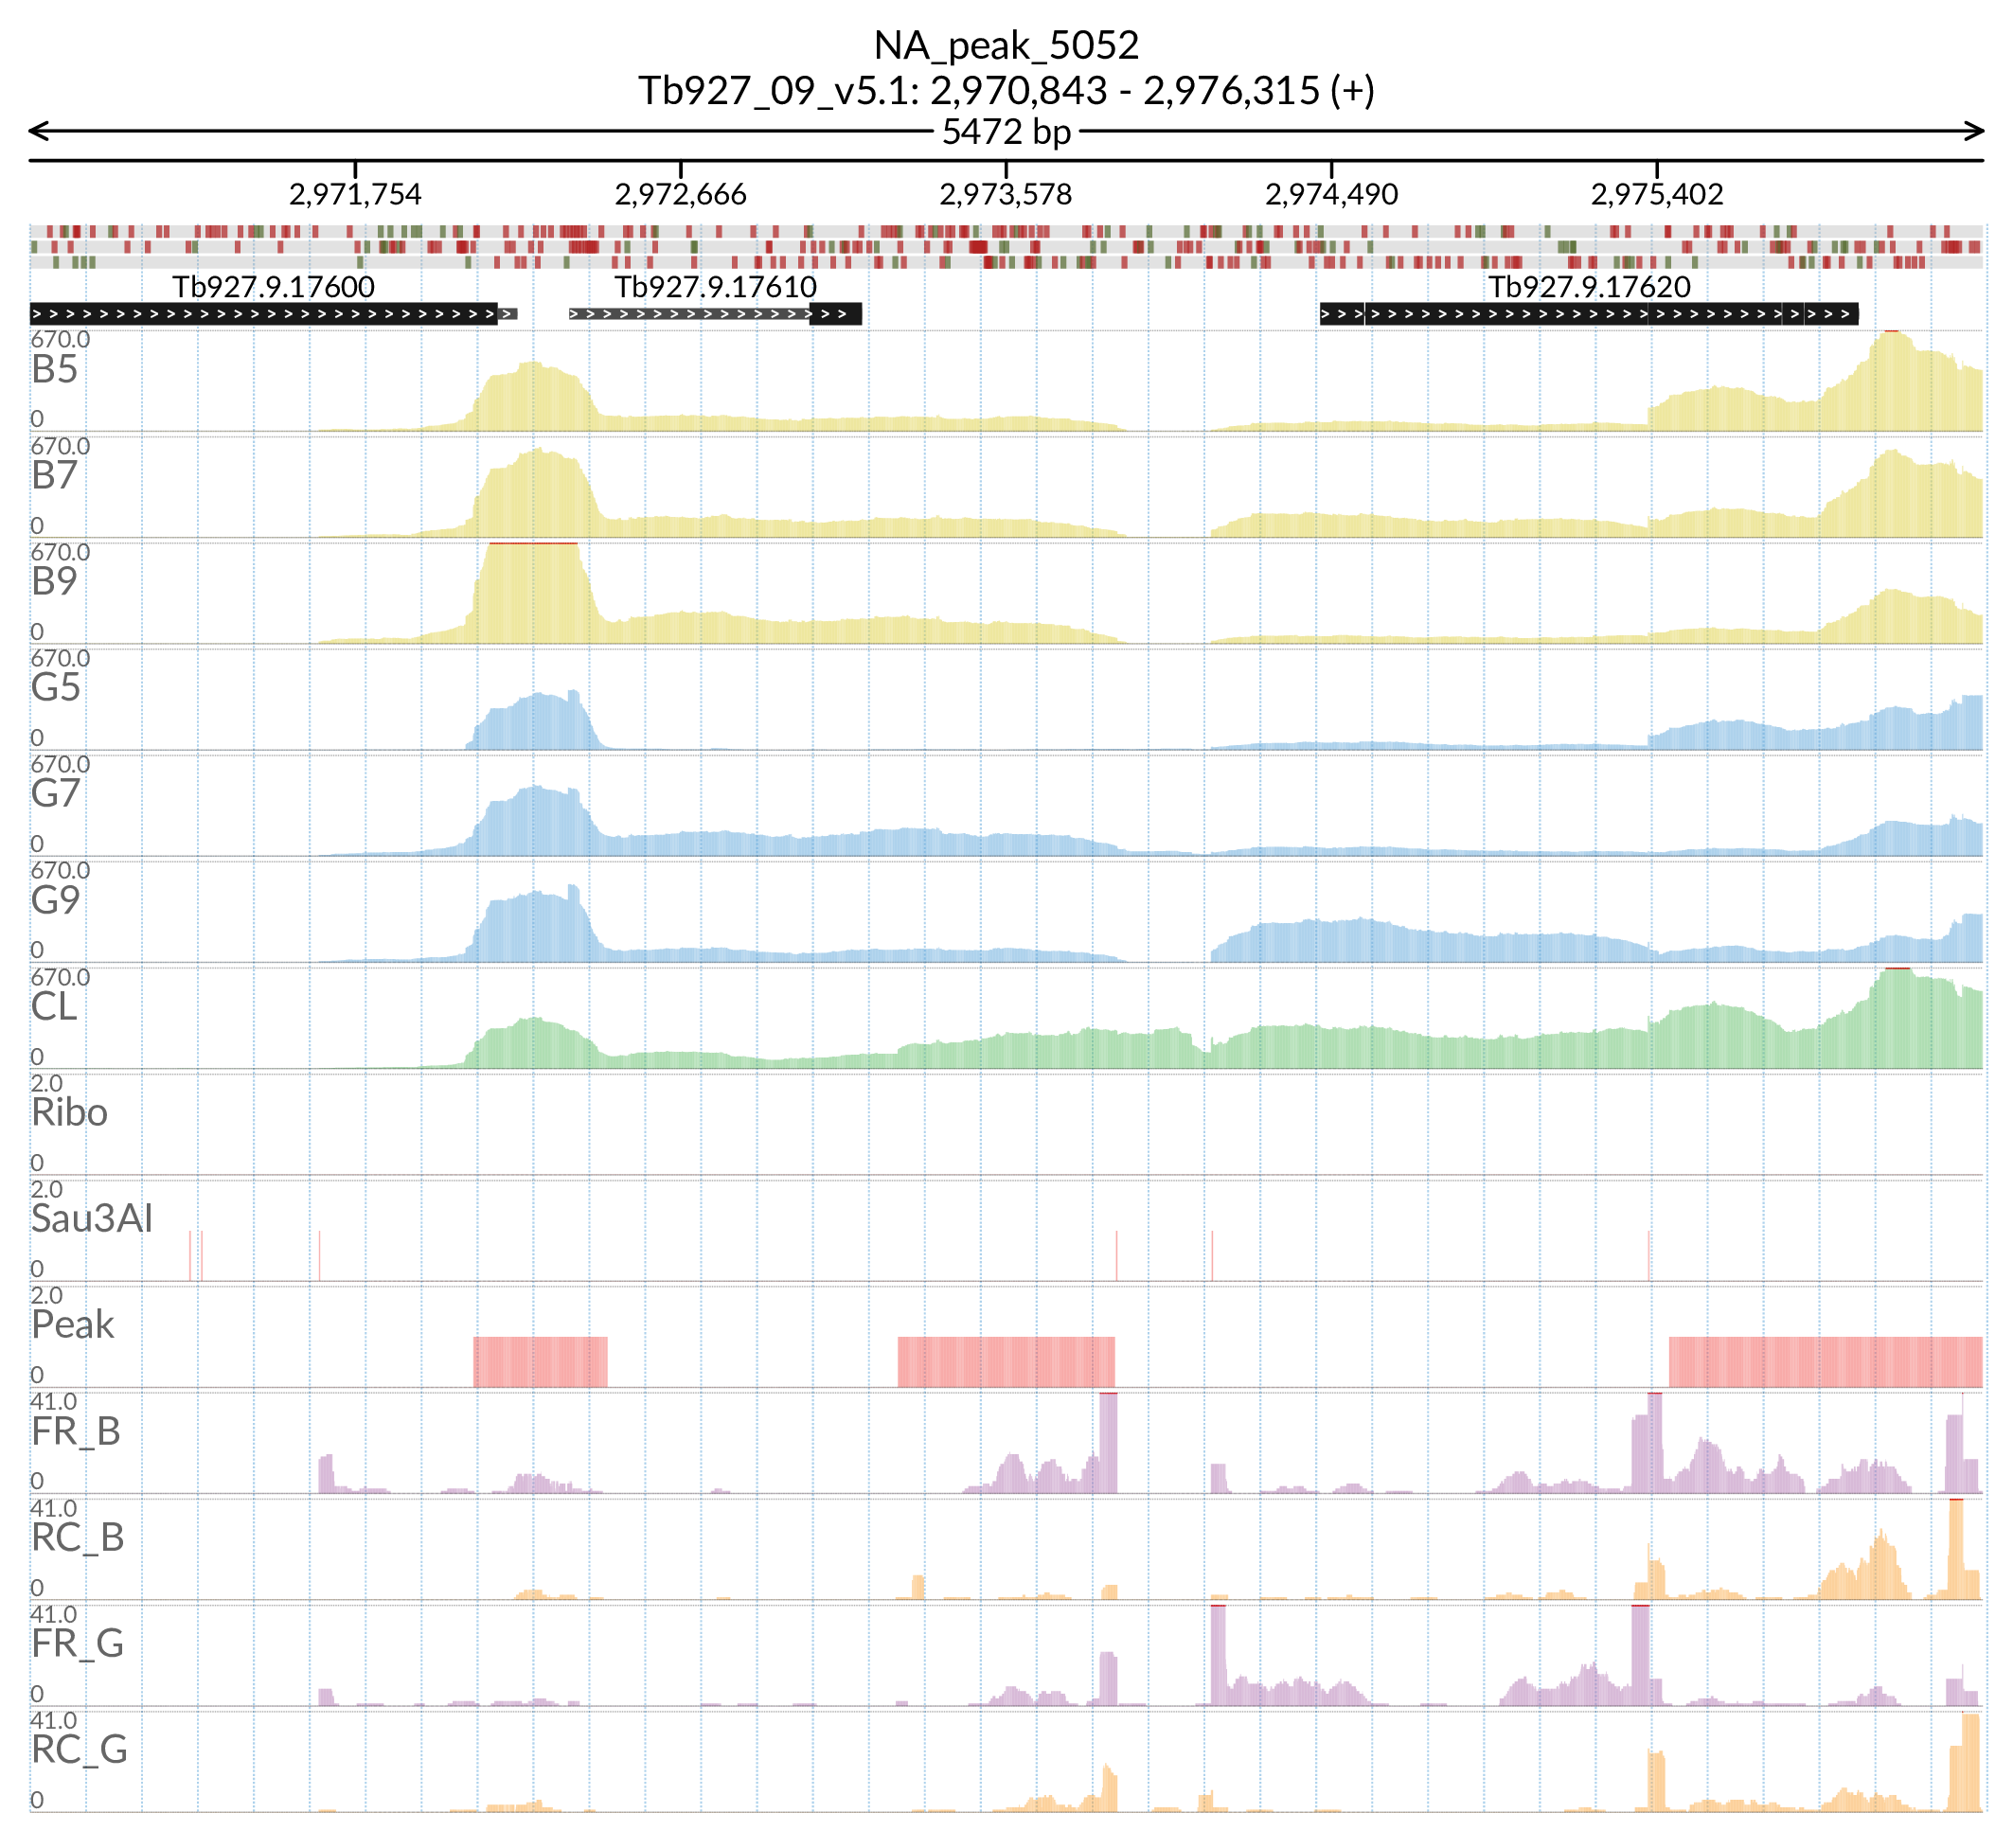 NA_peak_5052
Tb927_09_v5.1: 2,970,843 - 2,976,315 (+)
5472 bp
2,971,754 2,972,666 2,973,578 2,974,490 2,975,402
Tb927.9.17600 Tb927.9.17610 Tb927.9.17620
670.0
B5
0
670.0
B7
0
670.0
B9
0
670.0
G5
0
670.0
G7
0
670.0
G9
0
670.0
CL
0
2.0
Ribo
0
2.0
Sau3AI
0
2.0
Peak
0
41.0
FR_B
0
41.0
RC_B
0
41.0
FR_G
0
41.0
RC_G
0